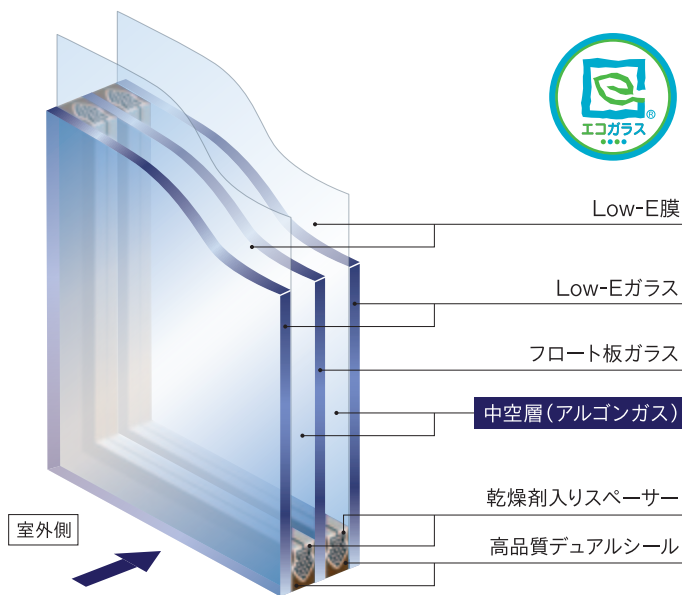 エコガラス
®
Low-E膜
Low-Eガラス
フロート板ガラス
中空層(アルゴンガス)
乾燥剤入りスペーサー
高品質デュアルシール
室外側